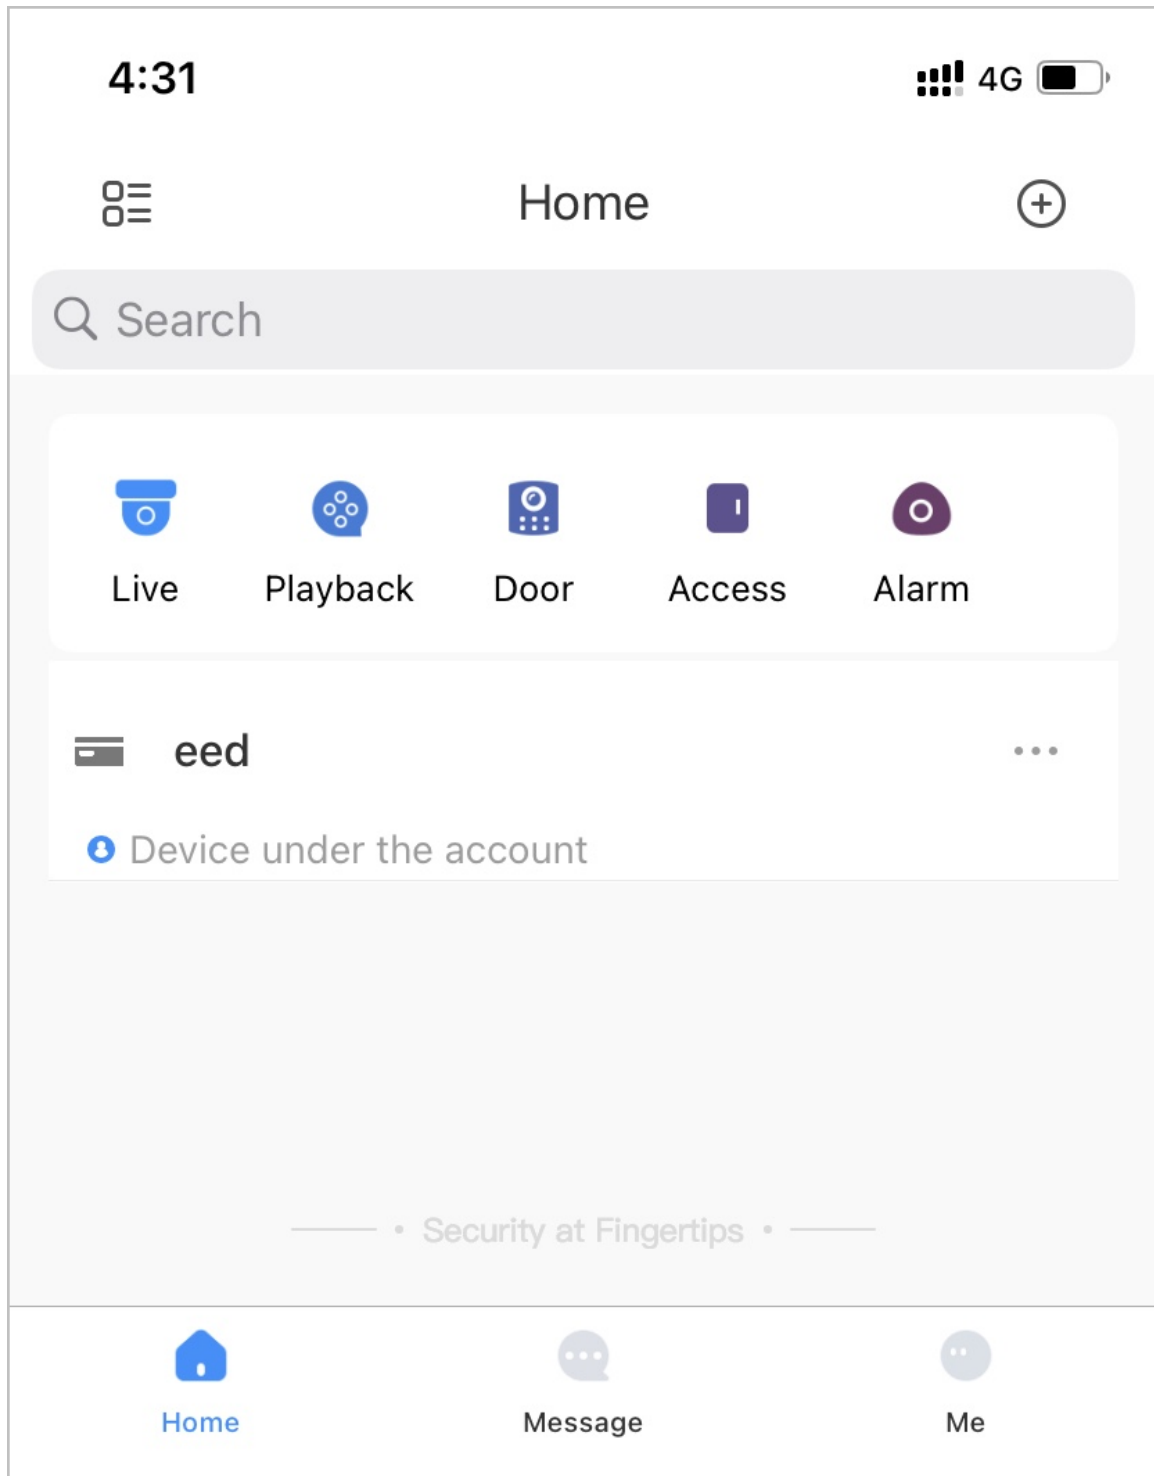 4:31 4G
Home
Search
Live Playback Door Access Alarm
eed
Device under the account
Security at Fingertips
Home Message Me